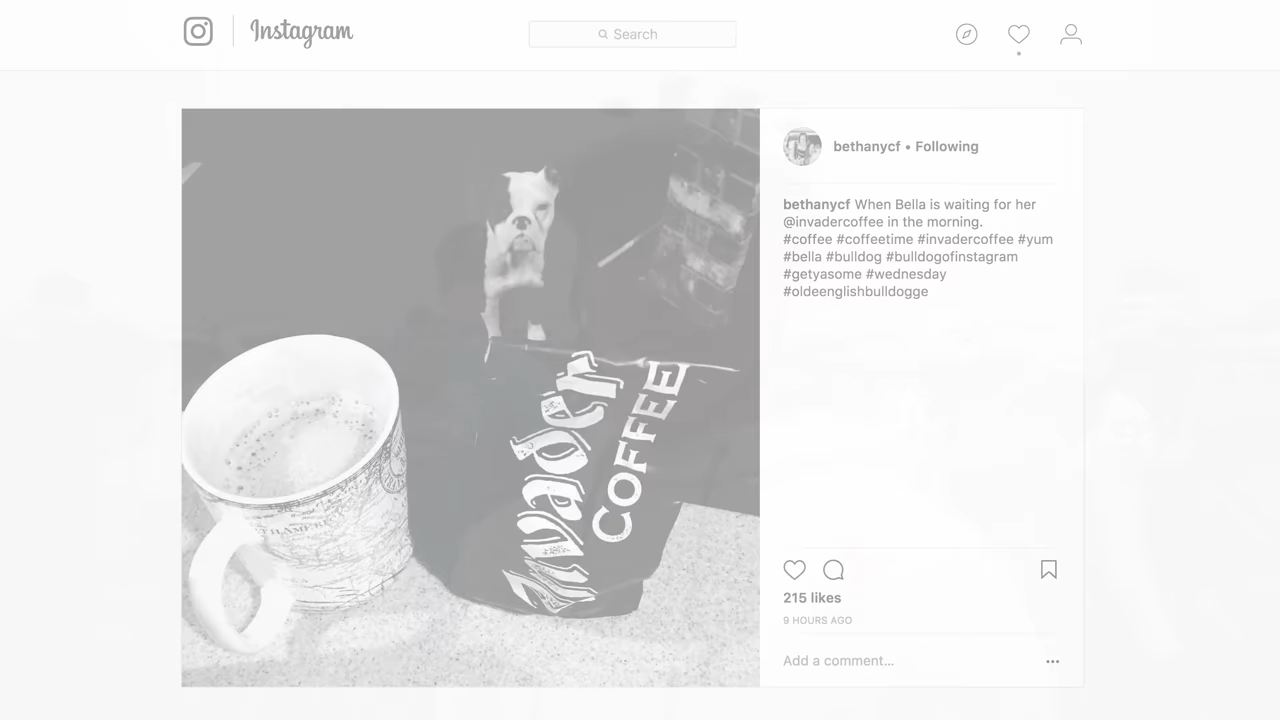 Instagram
Search
bethanycf • Following
bethanycf When Bella is waiting for her
@invadercoffee in the morning.
#coffee #coffeetime #invadercoffee #yum
#bella #bulldog #bulldogofinstagram
#getyasome #wednesday
#oldeenglishbulldogge
Invader
COFFEE
215 likes
9 HOURS AGO
Add a comment...